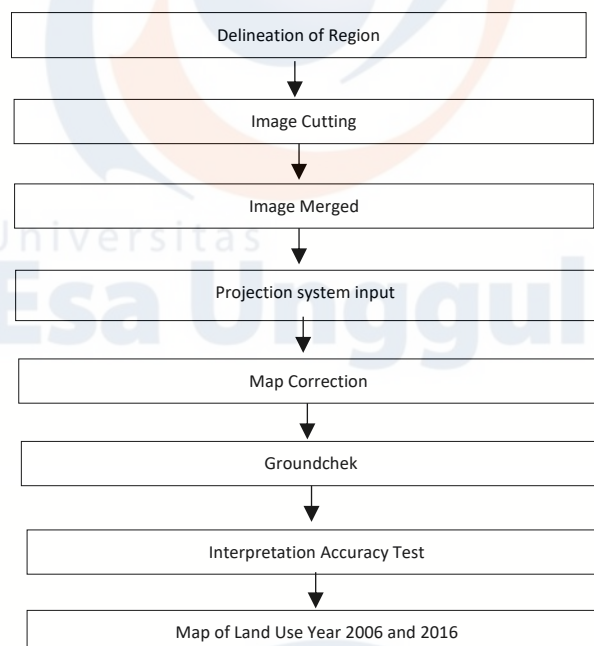 Delineation of Region
Image Cutting
Image Merged
Universitas
Projection system input
Esa Unggul
Map Correction
Groundchek
Interpretation Accuracy Test
Map of Land Use Year 2006 and 2016